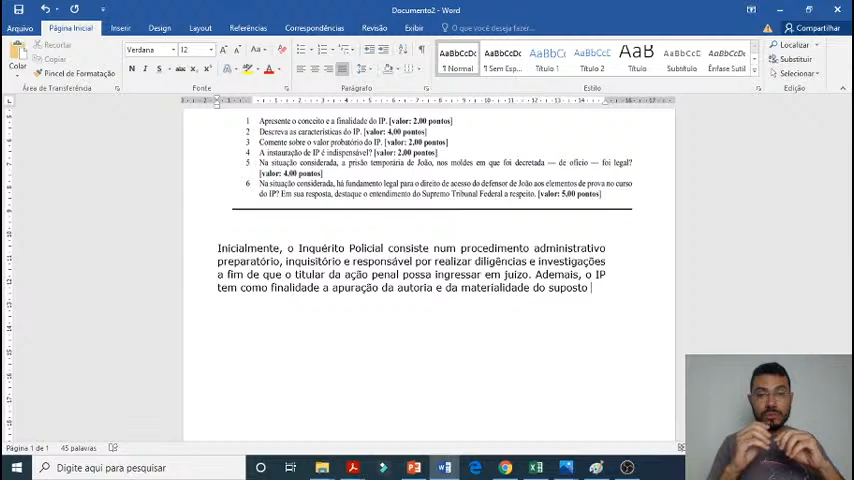 Documento2 - Word
Arquivo Página Inicial Inserir Design Layout Referências Correspondências Revisão Exibir O que você deseja fazer... Compartilhar
Colar
Recortar
Copiar
Pincel de Formatação
Área de Transferência
Verdana 12
N I S
Fonte
Parágrafo
AaBbCcDc AaBbCcDc AaBbCc AaBbCcC AaB AaBbCcD AaBbCcDc
¶ Normal ¶ Sem Esp... Título 1 Título 2 Título Subtítulo Ênfase Sutil
Estilo
Localizar
Substituir
Selecionar
Edição
1 Apresente o conceito e a finalidade do IP. [valor: 2,00 pontos]
2 Descreva as características do IP. [valor: 4,00 pontos]
3 Comente sobre o valor probatório do IP. [valor: 2,00 pontos]
4 A instauração de IP é indispensável? [valor: 2.00 pontos]
5 Na situação considerada, a prisão temporária de João, nos moldes em que foi decretada — de ofício — foi legal?
[valor: 4,00 pontos]
6 Na situação considerada, há fundamento legal para o direito de acesso do defensor de João aos elementos de prova no curso
do IP? Em sua resposta, destaque o entendimento do Supremo Tribunal Federal a respeito. [valor: 5,00 pontos]
Inicialmente, o Inquérito Policial consiste num procedimento administrativo
preparatório, inquisitório e responsável por realizar diligências e investigações
a fim de que o titular da ação penal possa ingressar em juízo. Ademais, o IP
tem como finalidade a apuração da autoria e da materialidade do suposto
Página 1 de 1 45 palavras
Digite aqui para pesquisar